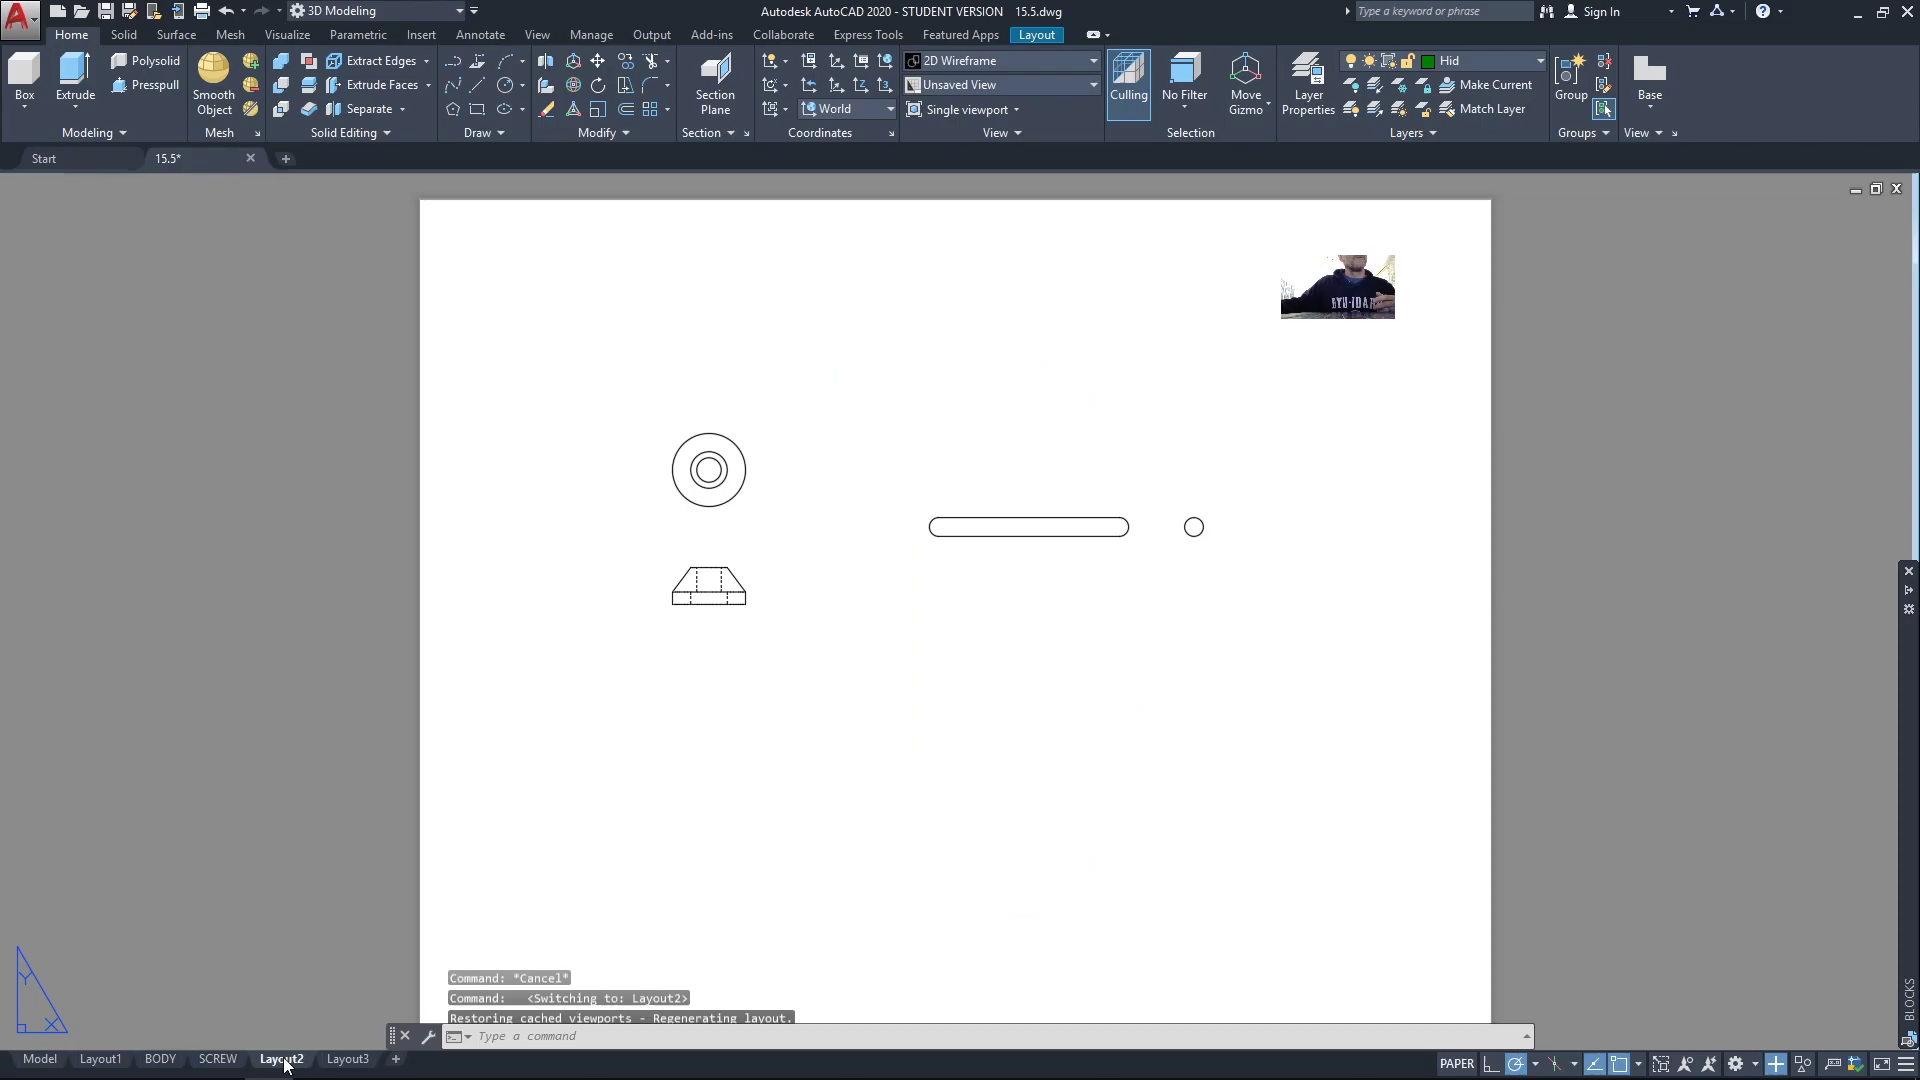 3D Modeling
Autodesk AutoCAD 2020 - STUDENT VERSION 15.5.dwg
Type a keyword or phrase
Sign In
Home Solid Surface Mesh Visualize Parametric Insert Annotate View Manage Output Add-ins Collaborate Express Tools Featured Apps Layout
Polysolid Extract Edges 2D Wireframe Hid
Presspull Extrude Faces Unsaved View Make Current
Separate World Single viewport Match Layer
Box Extrude Smooth Object Section Plane Culling No Filter Move Gizmo Layer Properties Group Base
Modeling Mesh Solid Editing Draw Modify Section Coordinates View Selection Layers Groups View
Start 15.5*
BYU-IDAH
Command: *Cancel*
Command: <Switching to: Layout2>
Restoring cached viewports - Regenerating layout.
Type a command
Y
X
BLOCKS
Model Layout1 BODY SCREW Layout2 Layout3
PAPER